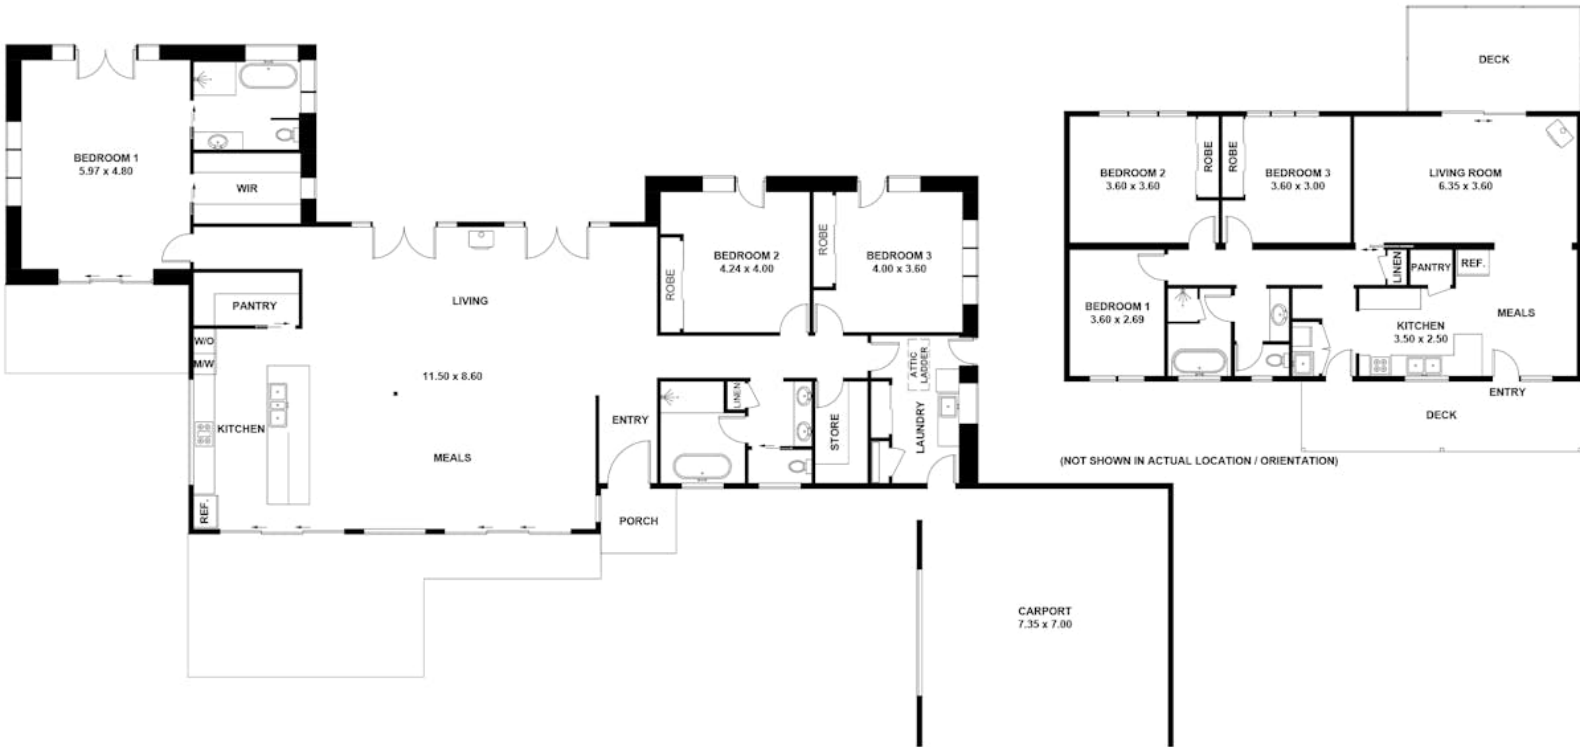 BEDROOM 1
5.97 x 4.80
WIR
PANTRY
W/O
M/W
KITCHEN
REF.
LIVING
11.50 x 8.60
MEALS
ENTRY
PORCH
BEDROOM 2
4.24 x 4.00
ROBE
ROBE
BEDROOM 3
4.00 x 3.60
LINEN
STORE
LAUNDRY
ATTIC
LADDER
CARPORT
7.35 x 7.00
DECK
BEDROOM 2
3.60 x 3.60
ROBE
ROBE
BEDROOM 3
3.60 x 3.00
LIVING ROOM
6.35 x 3.60
BEDROOM 1
3.60 x 2.69
LINEN
PANTRY
REF.
KITCHEN
3.50 x 2.50
MEALS
ENTRY
DECK
(NOT SHOWN IN ACTUAL LOCATION / ORIENTATION)